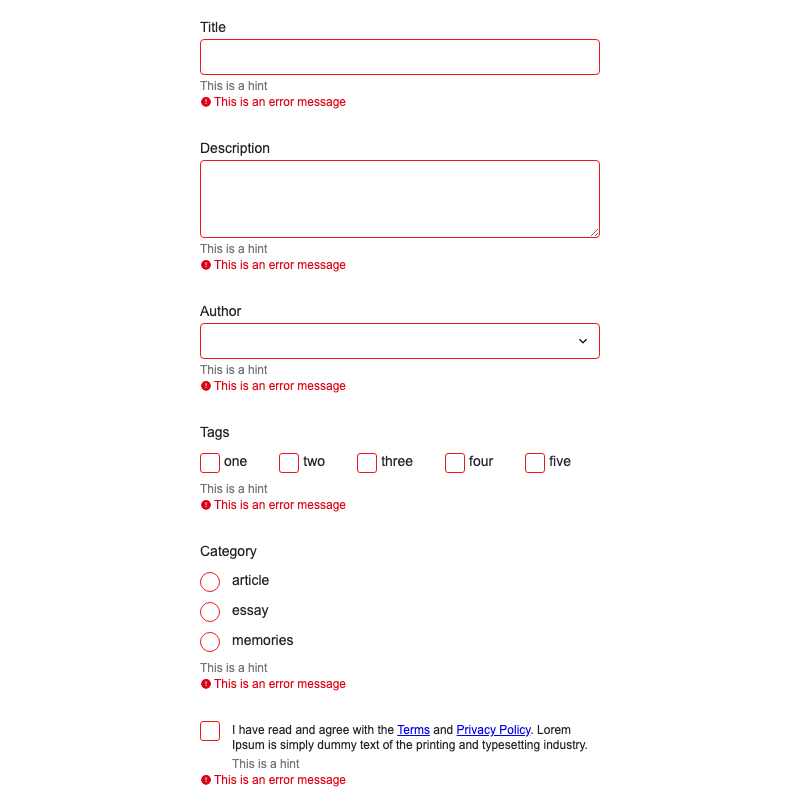 Title
This is a hint
This is an error message
Description
This is a hint
This is an error message
Author
This is a hint
This is an error message
Tags
one two three four five
This is a hint
This is an error message
Category
article
essay
memories
This is a hint
This is an error message
I have read and agree with the Terms and Privacy Policy. Lorem
Ipsum is simply dummy text of the printing and typesetting industry.
This is a hint
This is an error message